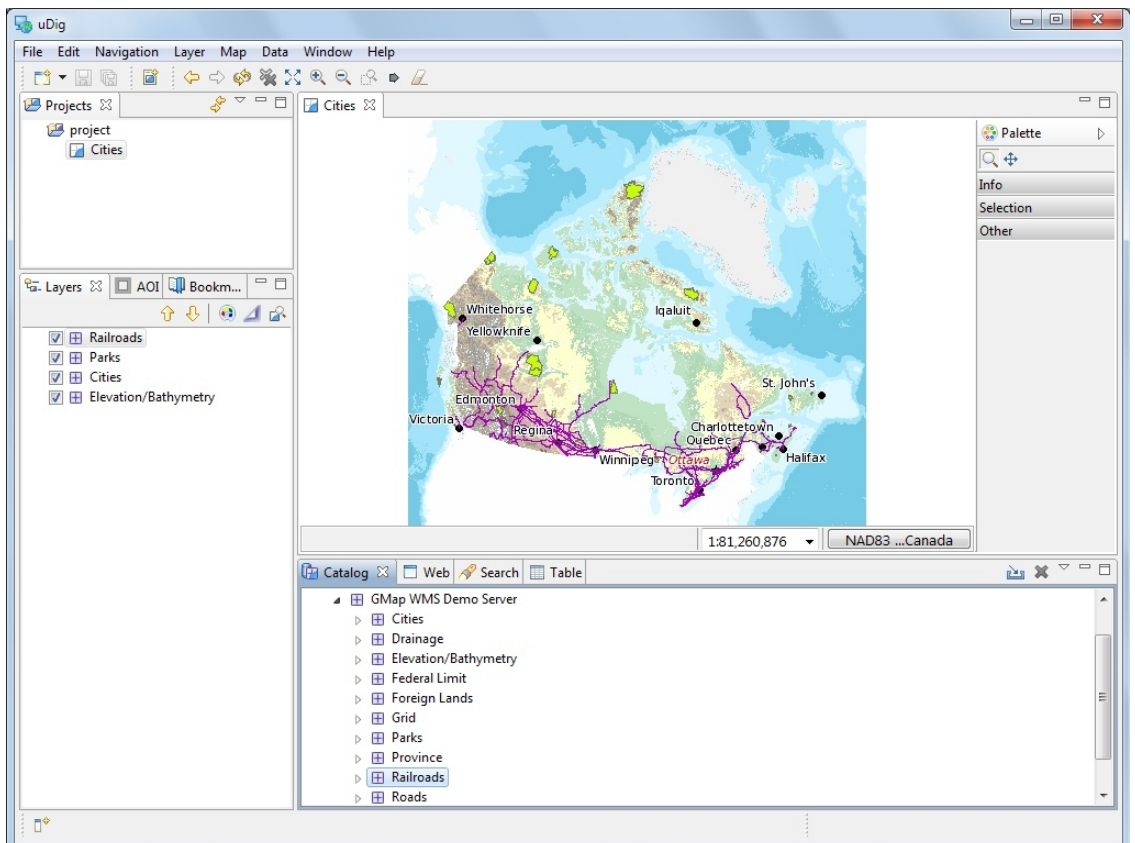 uDig
File Edit Navigation Layer Map Data Window Help
Projects
project
Cities
Layers AOI Bookm...
Railroads
Parks
Cities
Elevation/Bathymetry
Cities
Whitehorse
Yellowknife
Iqaluit
St. John's
Edmonton
Victoria
Regina
Charlottetown
Quebec
Winnipeg
Ottawa
Halifax
Toronto
1:81,260,876
NAD83 ...Canada
Palette
Info
Selection
Other
Catalog Web Search Table
GMap WMS Demo Server
Cities
Drainage
Elevation/Bathymetry
Federal Limit
Foreign Lands
Grid
Parks
Province
Railroads
Roads